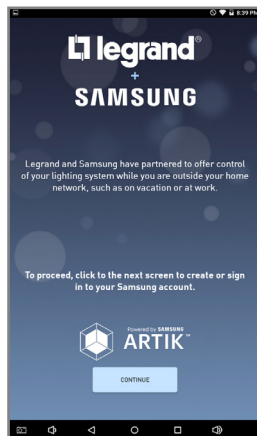 8:39 PM
legrand®
+
SAMSUNG
Legrand and Samsung have partnered to offer control
of your lighting system while you are outside your home
network, such as on vacation or at work.
To proceed, click to the next screen to create or sign
in to your Samsung account.
Powered by SAMSUNG
ARTIK™
CONTINUE